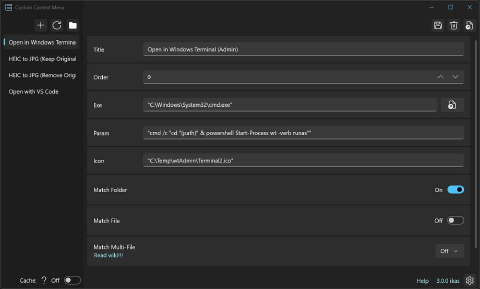 Custom Context Menu
Open in Windows Termina
HEIC to JPG (Keep Original
HEIC to JPG (Remove Origi
Open with VS Code
Title
Open in Windows Terminal (Admin)
Order
0
Exe
"C:\Windows\System32\cmd.exe"
Param
"cmd /c "cd "{path}" & powershell Start-Process wt -verb runas""
Icon
"C:\Temp\wtAdmin\Terminal2.ico"
Match Folder
On
Match File
Off
Match Multi-File
Read wiki!!!
Off
Cache: ? Off
Help
3.0.0 ikas